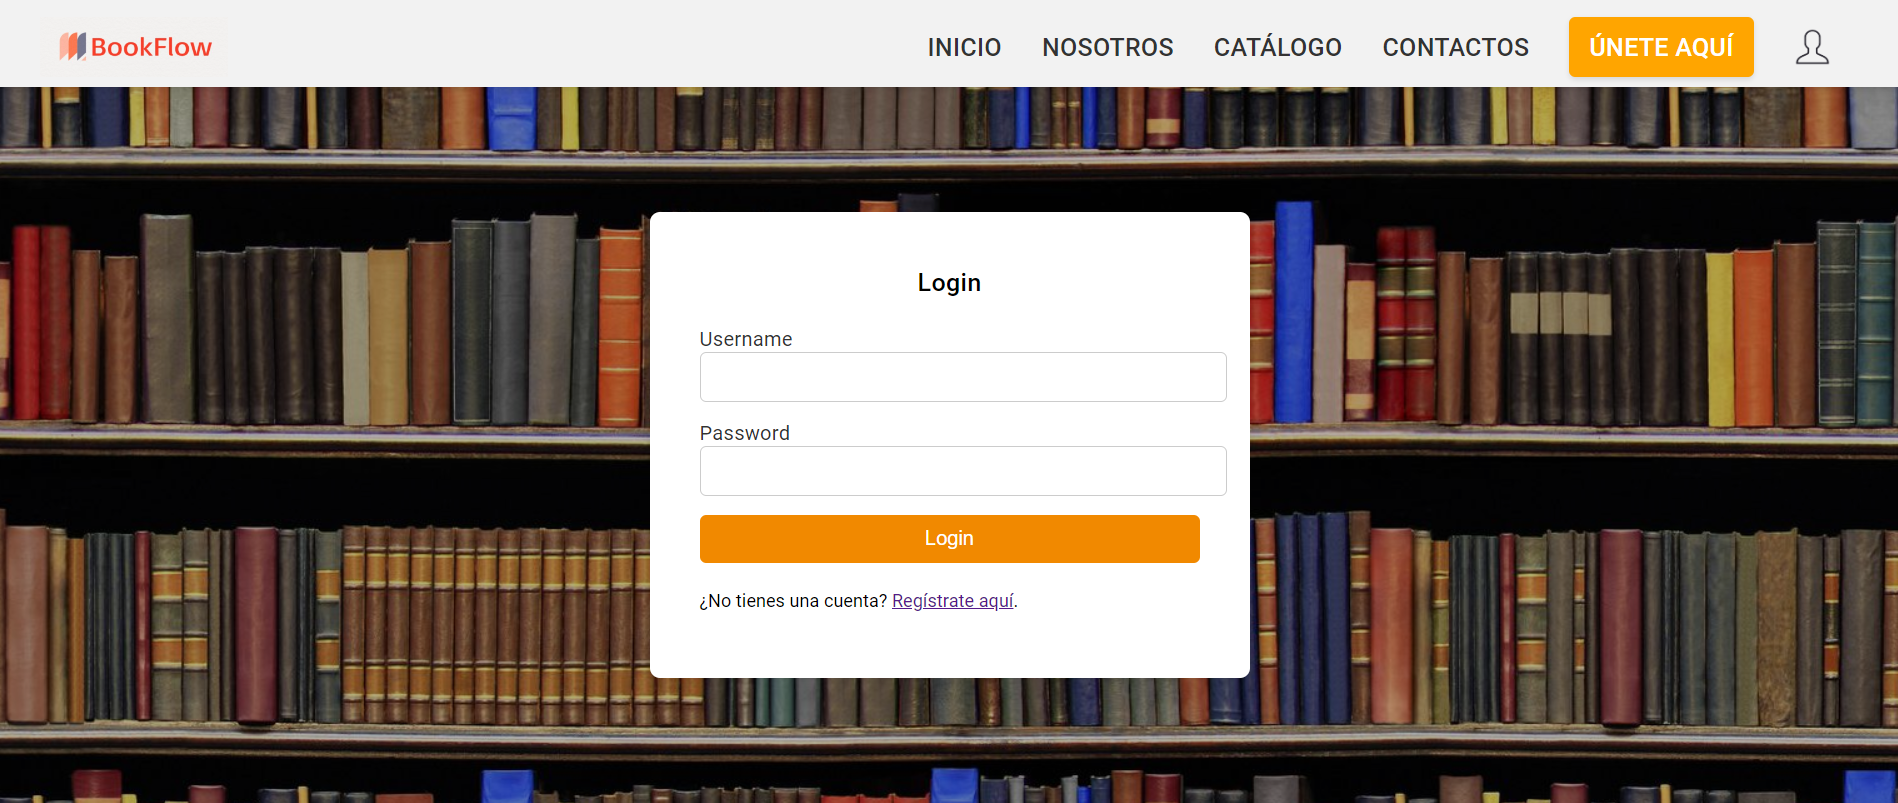 BookFlow
INICIO NOSOTROS CATÁLOGO CONTACTOS ÚNETE AQUÍ
Login
Username
Password
Login
¿No tienes una cuenta? Regístrate aquí.